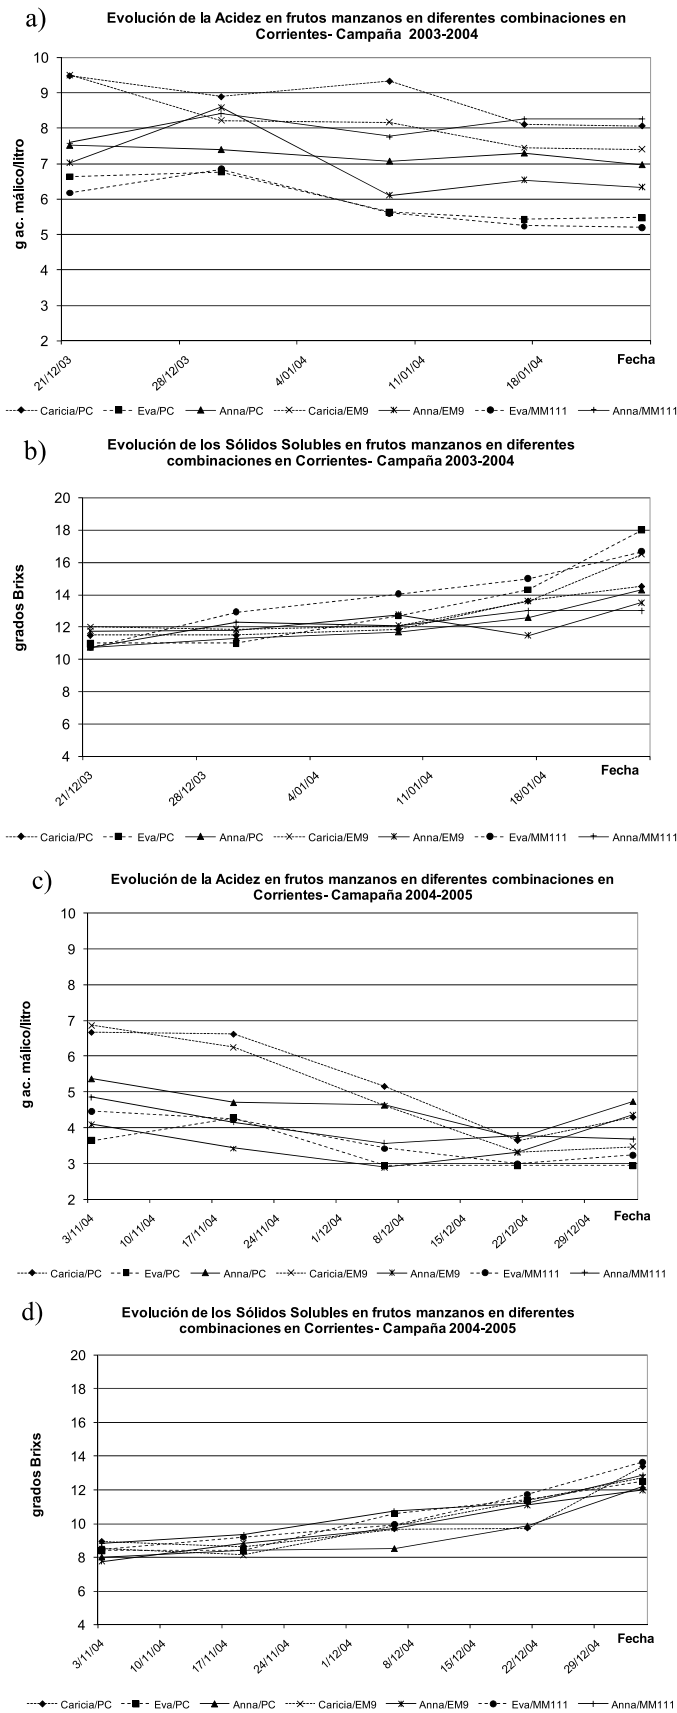 a)
Evolución de la Acidez en frutos manzanos en diferentes combinaciones en
Corrientes- Campaña 2003-2004
10
9
8
7
6
5
4
3
2
g ac. málico/litro
21/12/03
28/12/03
4/01/04
11/01/04
18/01/04
Fecha
Caricia/PC
Eva/PC
Anna/PC
Caricia/EM9
Anna/EM9
Eva/MM111
Anna/MM111
b)
Evolución de los Sólidos Solubles en frutos manzanos en diferentes
combinaciones en Corrientes- Campaña 2003-2004
20
18
16
14
12
10
8
6
4
grados Brixs
21/12/03
28/12/03
4/01/04
11/01/04
18/01/04
Fecha
Caricia/PC
Eva/PC
Anna/PC
Caricia/EM9
Anna/EM9
Eva/MM111
Anna/MM111
c)
Evolución de la Acidez en frutos manzanos en diferentes combinaciones en
Corrientes- Camapaña 2004-2005
10
9
8
7
6
5
4
3
2
g ac. málico/litro
3/11/04
10/11/04
17/11/04
24/11/04
1/12/04
8/12/04
15/12/04
22/12/04
29/12/04
Fecha
Caricia/PC
Eva/PC
Anna/PC
Caricia/EM9
Anna/EM9
Eva/MM111
Anna/MM111
d)
Evolución de los Sólidos Solubles en frutos manzanos en diferentes
combinaciones en Corrientes- Campaña 2004-2005
20
18
16
14
12
10
8
6
4
grados Brixs
3/11/04
10/11/04
17/11/04
24/11/04
1/12/04
8/12/04
15/12/04
22/12/04
29/12/04
Fecha
Caricia/PC
Eva/PC
Anna/PC
Caricia/EM9
Anna/EM9
Eva/MM111
Anna/MM111